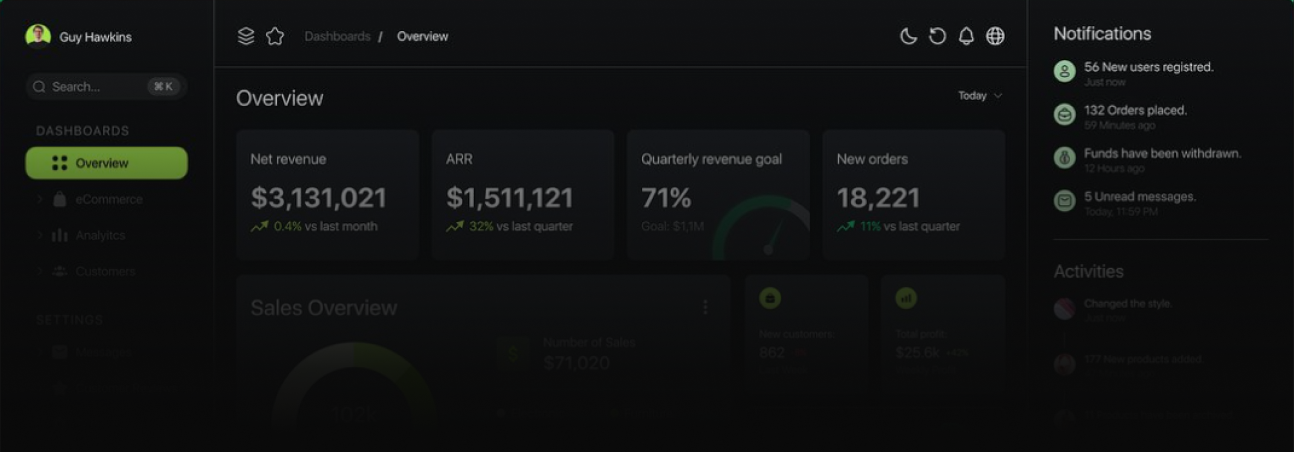 Guy Hawkins
Search...
⌘ K
DASHBOARDS
Overview
eCommerce
Analyitcs
Customers
SETTINGS
Messages
Dashboards / Overview
Overview
Today
Net revenue
$3,131,021
0.4% vs last month
ARR
$1,511,121
32% vs last quarter
Quarterly revenue goal
71%
Goal: $1.1M
New orders
18,221
11% vs last quarter
Sales Overview
Number of Sales
$71,020
New customers
862
Total profit
$25.6k +42%
Notifications
56 New users registred.
Just now
132 Orders placed.
59 Minutes ago
Funds have been withdrawn.
12 Hours ago
5 Unread messages.
Today, 11:59 PM
Activities
Changed the style.
Just now
177 New products added.